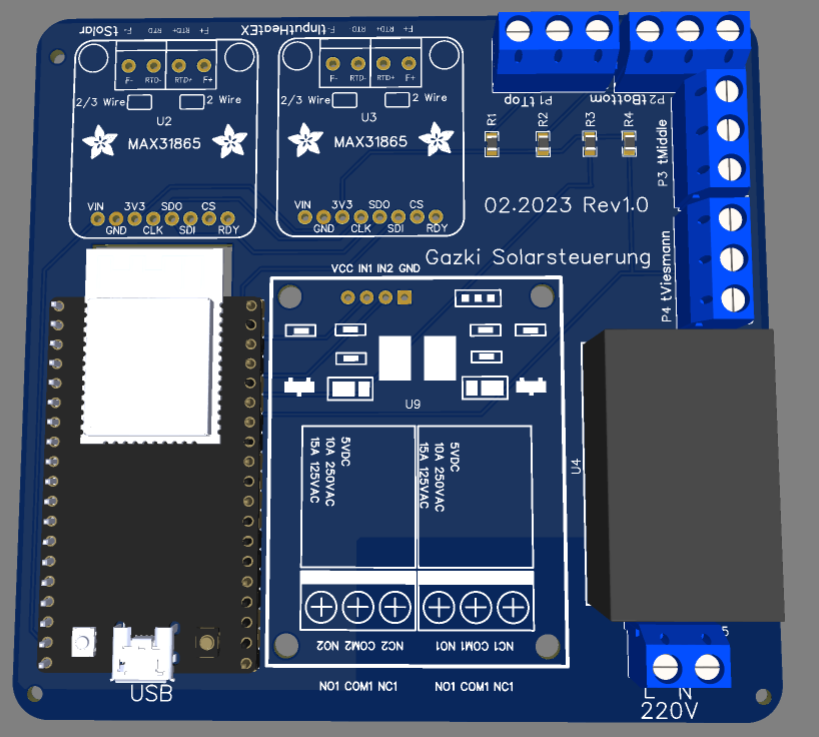 tSolar F- RTD- RTD+ F+
tInputHeatEX F- RTD- RTD+ F+
F- RTD- RTD+ F+
F- RTD- RTD+ F+
2/3 Wire 2 Wire
2/3 Wire 2 Wire
U2
U3
MAX31865
MAX31865
P1 tTop
P2 tBottom
R1 R2 R3 R4
P3 tMiddle
VIN 3V3 SDO CS
GND CLK SDI RDY
VIN 3V3 SDO CS
GND CLK SDI RDY
02.2023 Rev1.0
Gazki Solarsteuerung
P4 tViesmann
VCC IN1 IN2 GND
U9
5VDC
10A 250VAC
15A 125VAC
5VDC
10A 250VAC
15A 125VAC
U4
NC2 COM2 NO2
NC1 COM1 NO1
NO1 COM1 NC1
NO1 COM1 NC1
USB
5
L N
220V